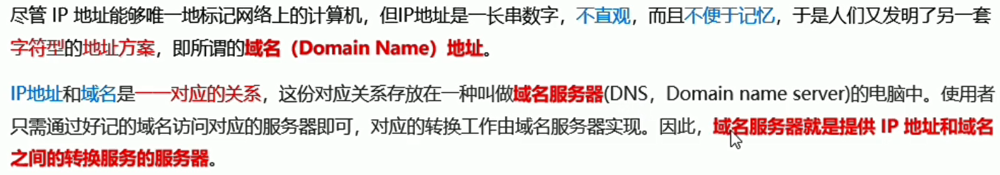 尽管 IP 地址能够唯一地标记网络上的计算机，但IP地址是一长串数字，不直观，而且不便于记忆，于是人们又发明了另一套
字符型的地址方案，即所谓的域名（Domain Name）地址。
IP地址和域名是一一对应的关系，这份对应关系存放在一种叫做域名服务器(DNS，Domain name server)的电脑中。使用者
只需通过好记的域名访问对应的服务器即可，对应的转换工作由域名服务器实现。因此，域名服务器就是提供 IP 地址和域名
之间的转换服务的服务器。